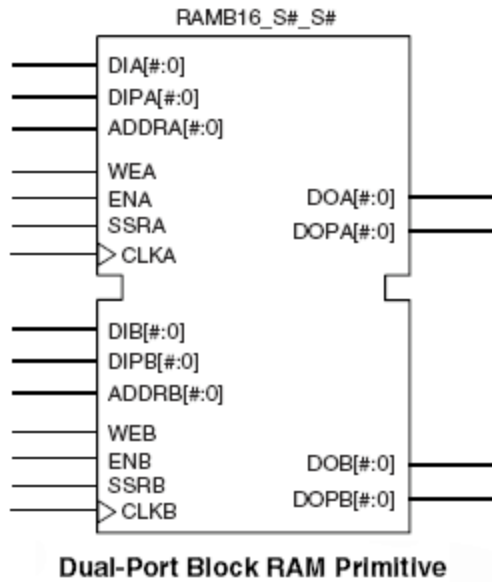 RAMB16_S#_S#
DIA[#:0]
DIPA[#:0]
ADDRA[#:0]
WEA
ENA
DOA[#:0]
SSRA
DOPA[#:0]
CLKA
DIB[#:0]
DIPB[#:0]
ADDRB[#:0]
WEB
ENB
DOB[#:0]
SSRB
DOPB[#:0]
CLKB
Dual-Port Block RAM Primitive